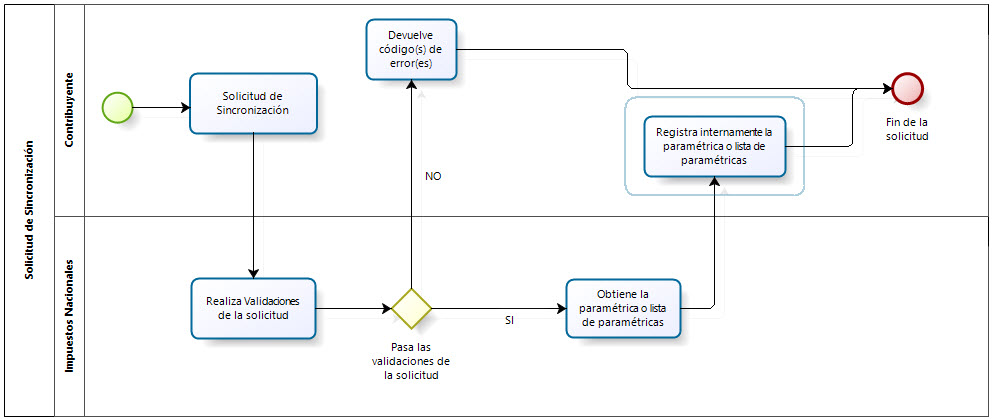 Solicitud de Sincronización
Contribuyente
Solicitud de
Sincronización
Devuelve
código(s) de
error(es)
NO
Registra internamente la
paramétrica o lista de
paramétricas
Fin de la
solicitud
Impuestos Nacionales
Realiza Validaciones
de la solicitud
Pasa las
validaciones de
la solicitud
SI
Obtiene la
paramétrica o lista
de paramétricas